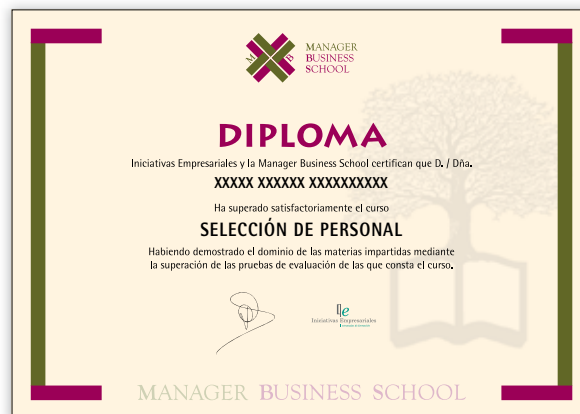 M B
MANAGER
BUSINESS
SCHOOL
DIPLOMA
Iniciativas Empresariales y la Manager Business School certifican que D. / Dña.
XXXXX XXXXXX XXXXXXXXXX
Ha superado satisfactoriamente el curso
SELECCIÓN DE PERSONAL
Habiendo demostrado el dominio de las materias impartidas mediante
la superación de las pruebas de evaluación de las que consta el curso.
Ie
Iniciativas Empresariales
MANAGER BUSINESS SCHOOL